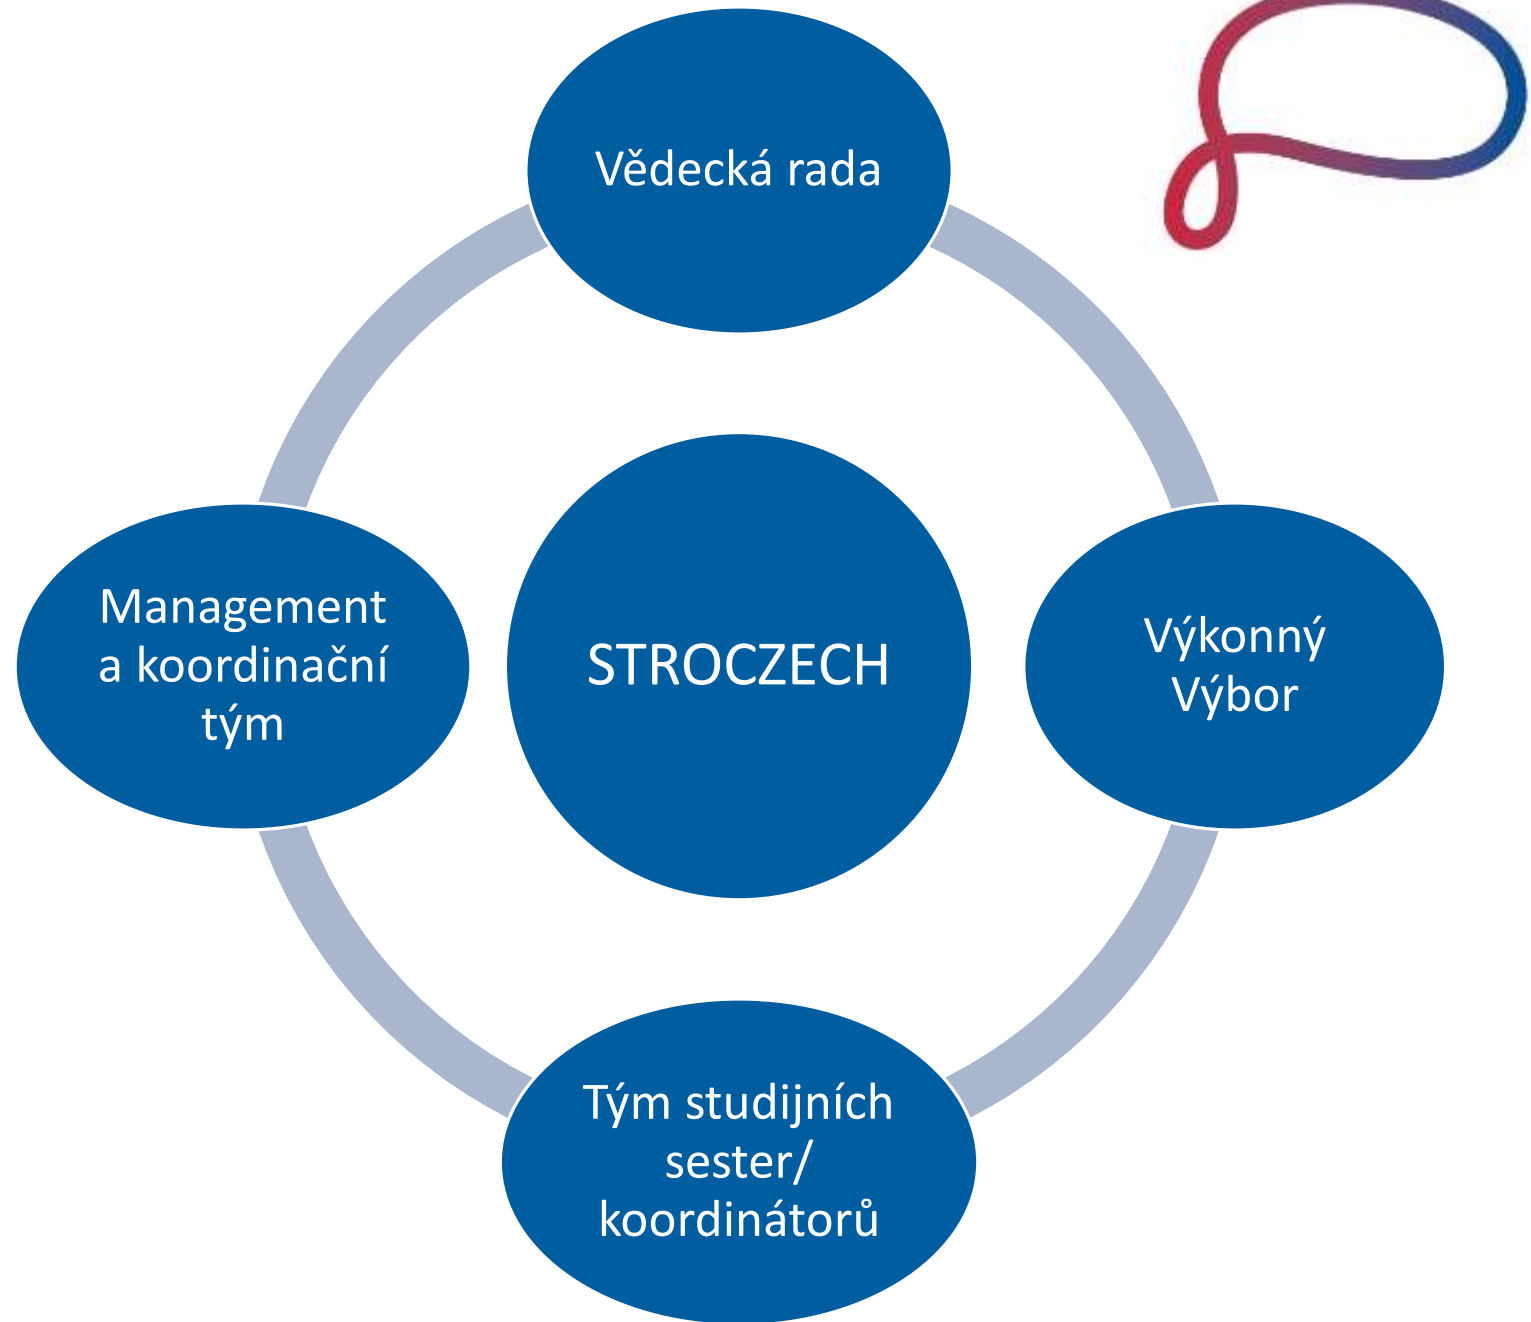 Vědecká rada
Management
a koordinační
tým
STROCZECH
Výkonný
Výbor
Tým studijních
sester/
koordinátorů